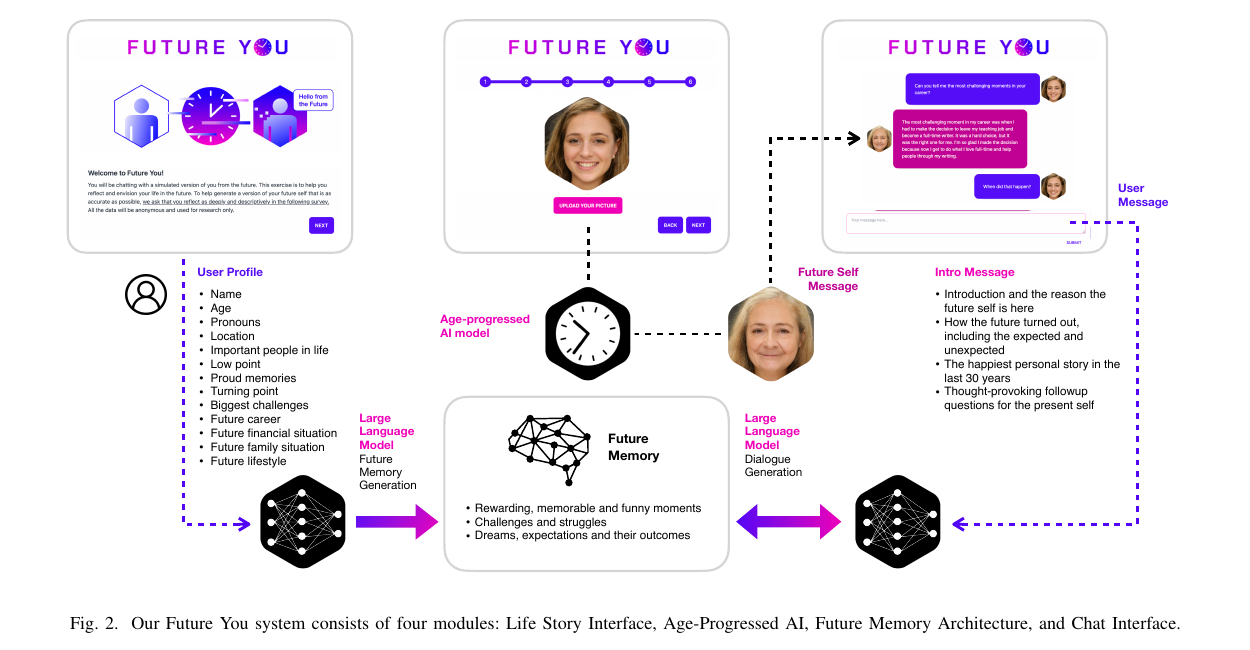 FUTURE YOU
Hello from
the Future
Welcome to Future You!
You will be chatting with a simulated version of you from the future. This exercise is to help you
reflect and envision your life in the future. To help generate a version of your future self that is as
accurate as possible, we ask that you reflect as deeply and descriptively in the following survey.
All the data will be anonymous and used for research only.
NEXT
FUTURE YOU
1 2 3 4 5 6
UPLOAD YOUR PICTURE
BACK NEXT
FUTURE YOU
Can you tell me the most challenging moments in your
career?
The most challenging moment in my career was when I
had to make the decision to leave my teaching job and
become a full-time writer. It was a hard choice, but it
was the right one for me. I'm so glad I made the decision
because now I get to do what I love full-time and help
people through my writing.
When did that happen?
Your message here...
SUBMIT
User
Message
User Profile
• Name
• Age
• Pronouns
• Location
• Important people in life
• Low point
• Proud memories
• Turning point
• Biggest challenges
• Future career
• Future financial situation
• Future family situation
• Future lifestyle
Age-progressed
AI model
Future Self
Message
Intro Message
• Introduction and the reason the
future self is here
• How the future turned out,
including the expected and
unexpected
• The happiest personal story in the
last 30 years
• Thought-provoking followup
questions for the present self
Large
Language
Model
Future
Memory
Generation
Future
Memory
• Rewarding, memorable and funny moments
• Challenges and struggles
• Dreams, expectations and their outcomes
Large
Language
Model
Dialogue
Generation
Fig. 2. Our Future You system consists of four modules: Life Story Interface, Age-Progressed AI, Future Memory Architecture, and Chat Interface.